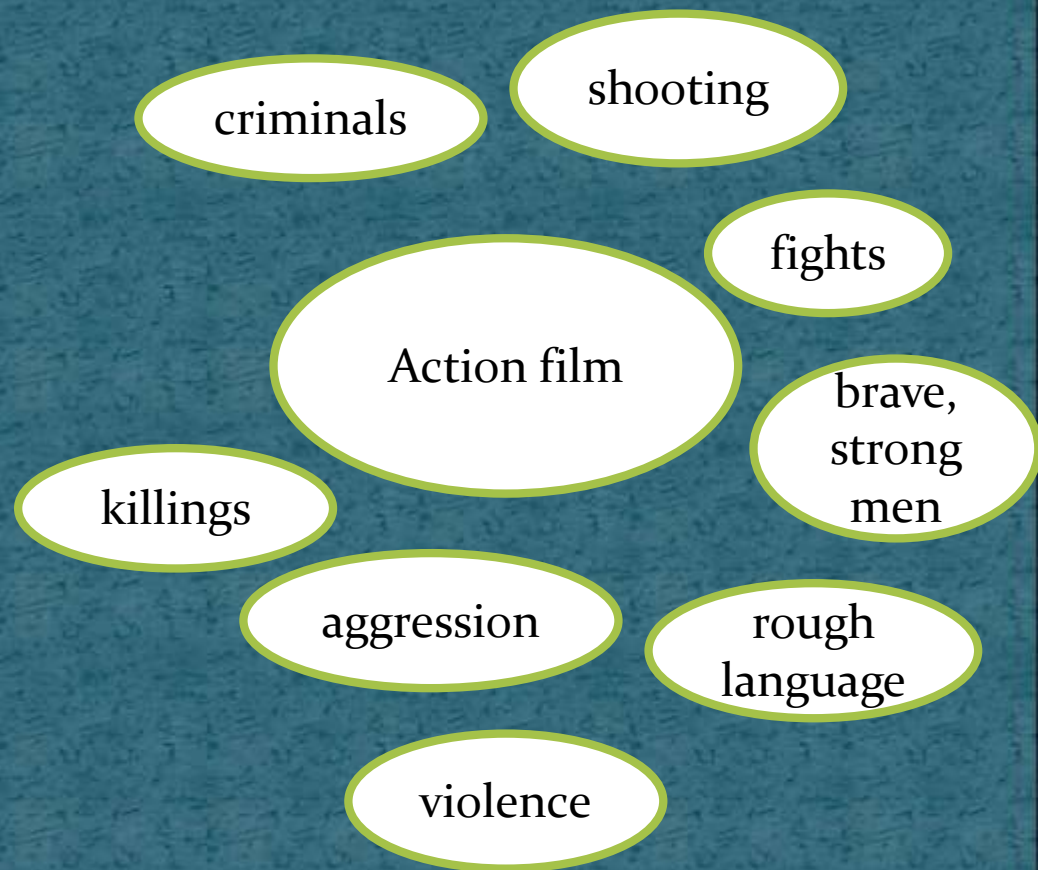 shooting
criminals
fights
Action film
brave,
strong
men
killings
aggression
rough
language
violence